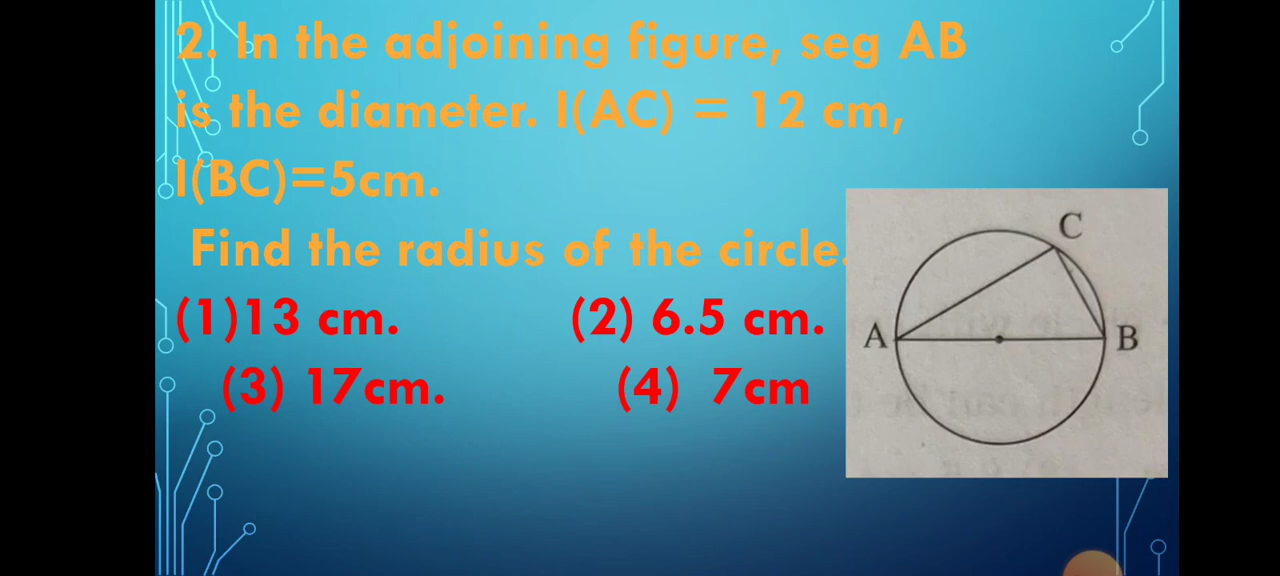 2. In the adjoining figure, seg AB
is the diameter. l(AC) = 12 cm,
l(BC)=5cm.
Find the radius of the circle.
(1)13 cm. (2) 6.5 cm.
(3) 17cm. (4) 7cm
C
A
B